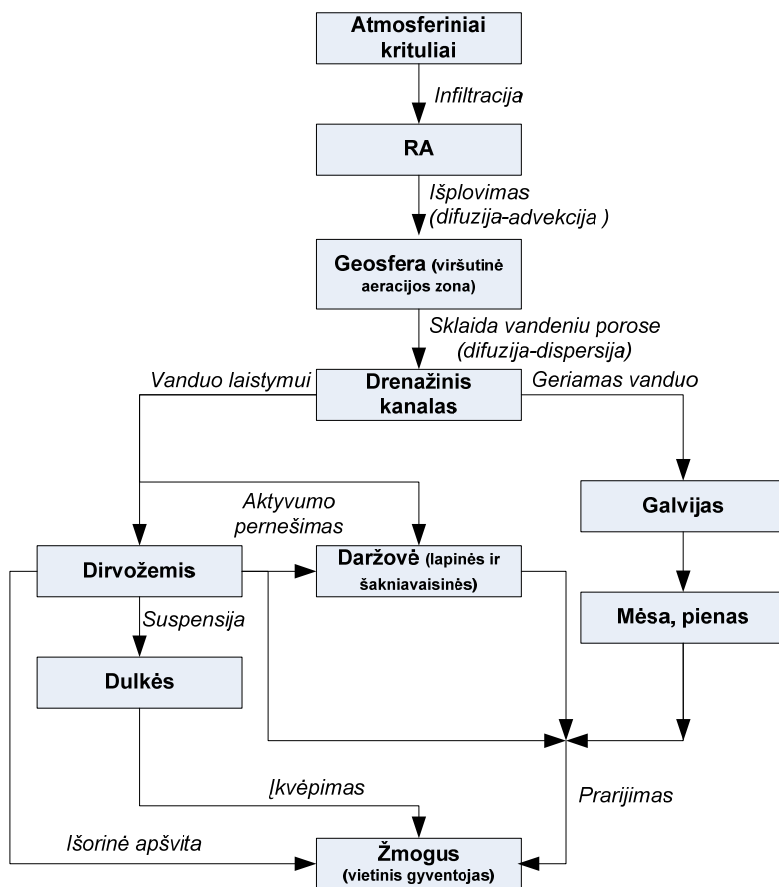 Atmosferiniai
krituliai
Infiltracija
RA
Išplovimas
(difuzija-advekcija )
Geosfera (viršutinė
aeracijos zona)
Sklaida vandeniu porose
(difuzija-dispersija)
Vanduo laistymui
Drenažinis
kanalas
Geriamas vanduo
Aktyvumo
pernešimas
Galvijas
Dirvožemis
Daržovė (lapinės ir
šakniavaisinės)
Suspensija
Mėsa, pienas
Dulkės
Įkvėpimas
Prarijimas
Išorinė apšvita
Žmogus
(vietinis gyventojas)